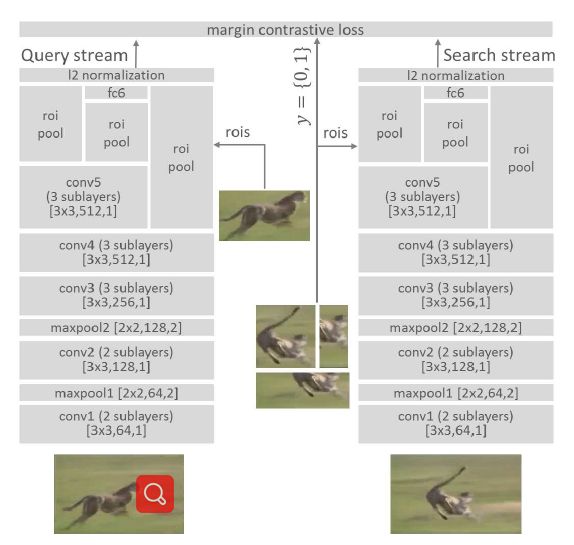 margin contrastive loss
Query stream
l2 normalization
fc6
roi
pool
roi
pool
roi
pool
conv5
(3 sublayers)
[3x3,512,1]
conv4 (3 sublayers)
[3x3,512,1]
conv3 (3 sublayers)
[3x3,256,1]
maxpool2 [2x2,128,2]
conv2 (2 sublayers)
[3x3,128,1]
maxpool1 [2x2,64,2]
conv1 (2 sublayers)
[3x3,64,1]
rois
y = {0,1}
rois
Search stream
l2 normalization
fc6
roi
pool
roi
pool
roi
pool
conv5
(3 sublayers)
[3x3,512,1]
conv4 (3 sublayers)
[3x3,512,1]
conv3 (3 sublayers)
[3x3,256,1]
maxpool2 [2x2,128,2]
conv2 (2 sublayers)
[3x3,128,1]
maxpool1 [2x2,64,2]
conv1 (2 sublayers)
[3x3,64,1]